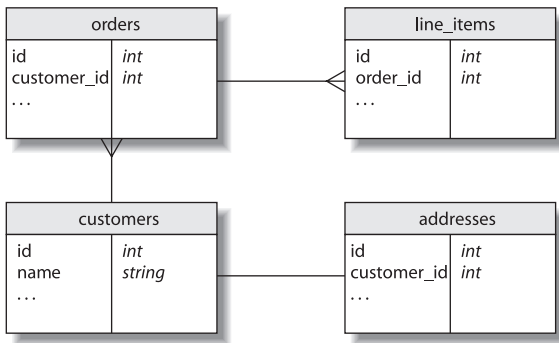 orders
id int
customer_id int
...
line_items
id int
order_id int
...
customers
id int
name string
...
addresses
id int
customer_id int
...